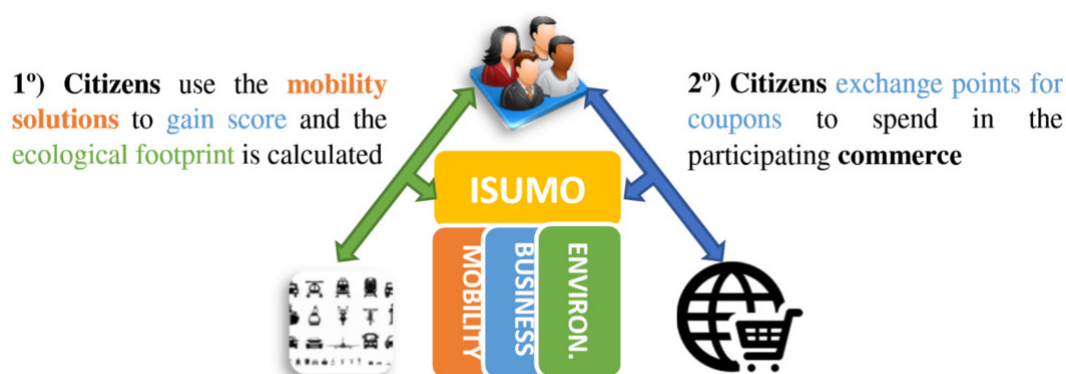 1º) Citizens use the mobility
solutions to gain score and the
ecological footprint is calculated
2º) Citizens exchange points for
coupons to spend in the
participating commerce
ISUMO
MOBILITY
BUSINESS
ENVIRON.